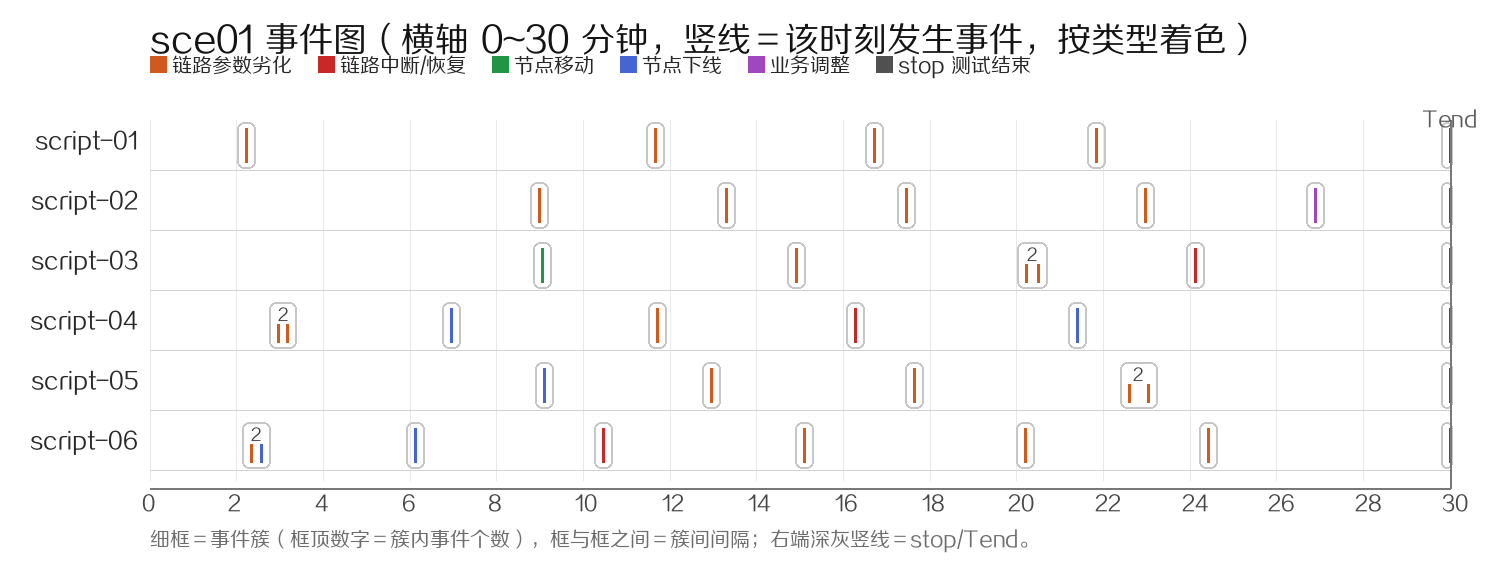 sce01 事件图（横轴 0~30 分钟，竖线＝该时刻发生事件，按类型着色）
链路参数劣化 链路中断/恢复 节点移动 节点下线 业务调整 stop 测试结束
Tend
script-01
script-02
script-03 2
script-04 2
script-05 2
script-06 2
0 2 4 6 8 10 12 14 16 18 20 22 24 26 28 30
细框＝事件簇（框顶数字＝簇内事件个数），框与框之间＝簇间间隔；右端深灰竖线＝stop/Tend。